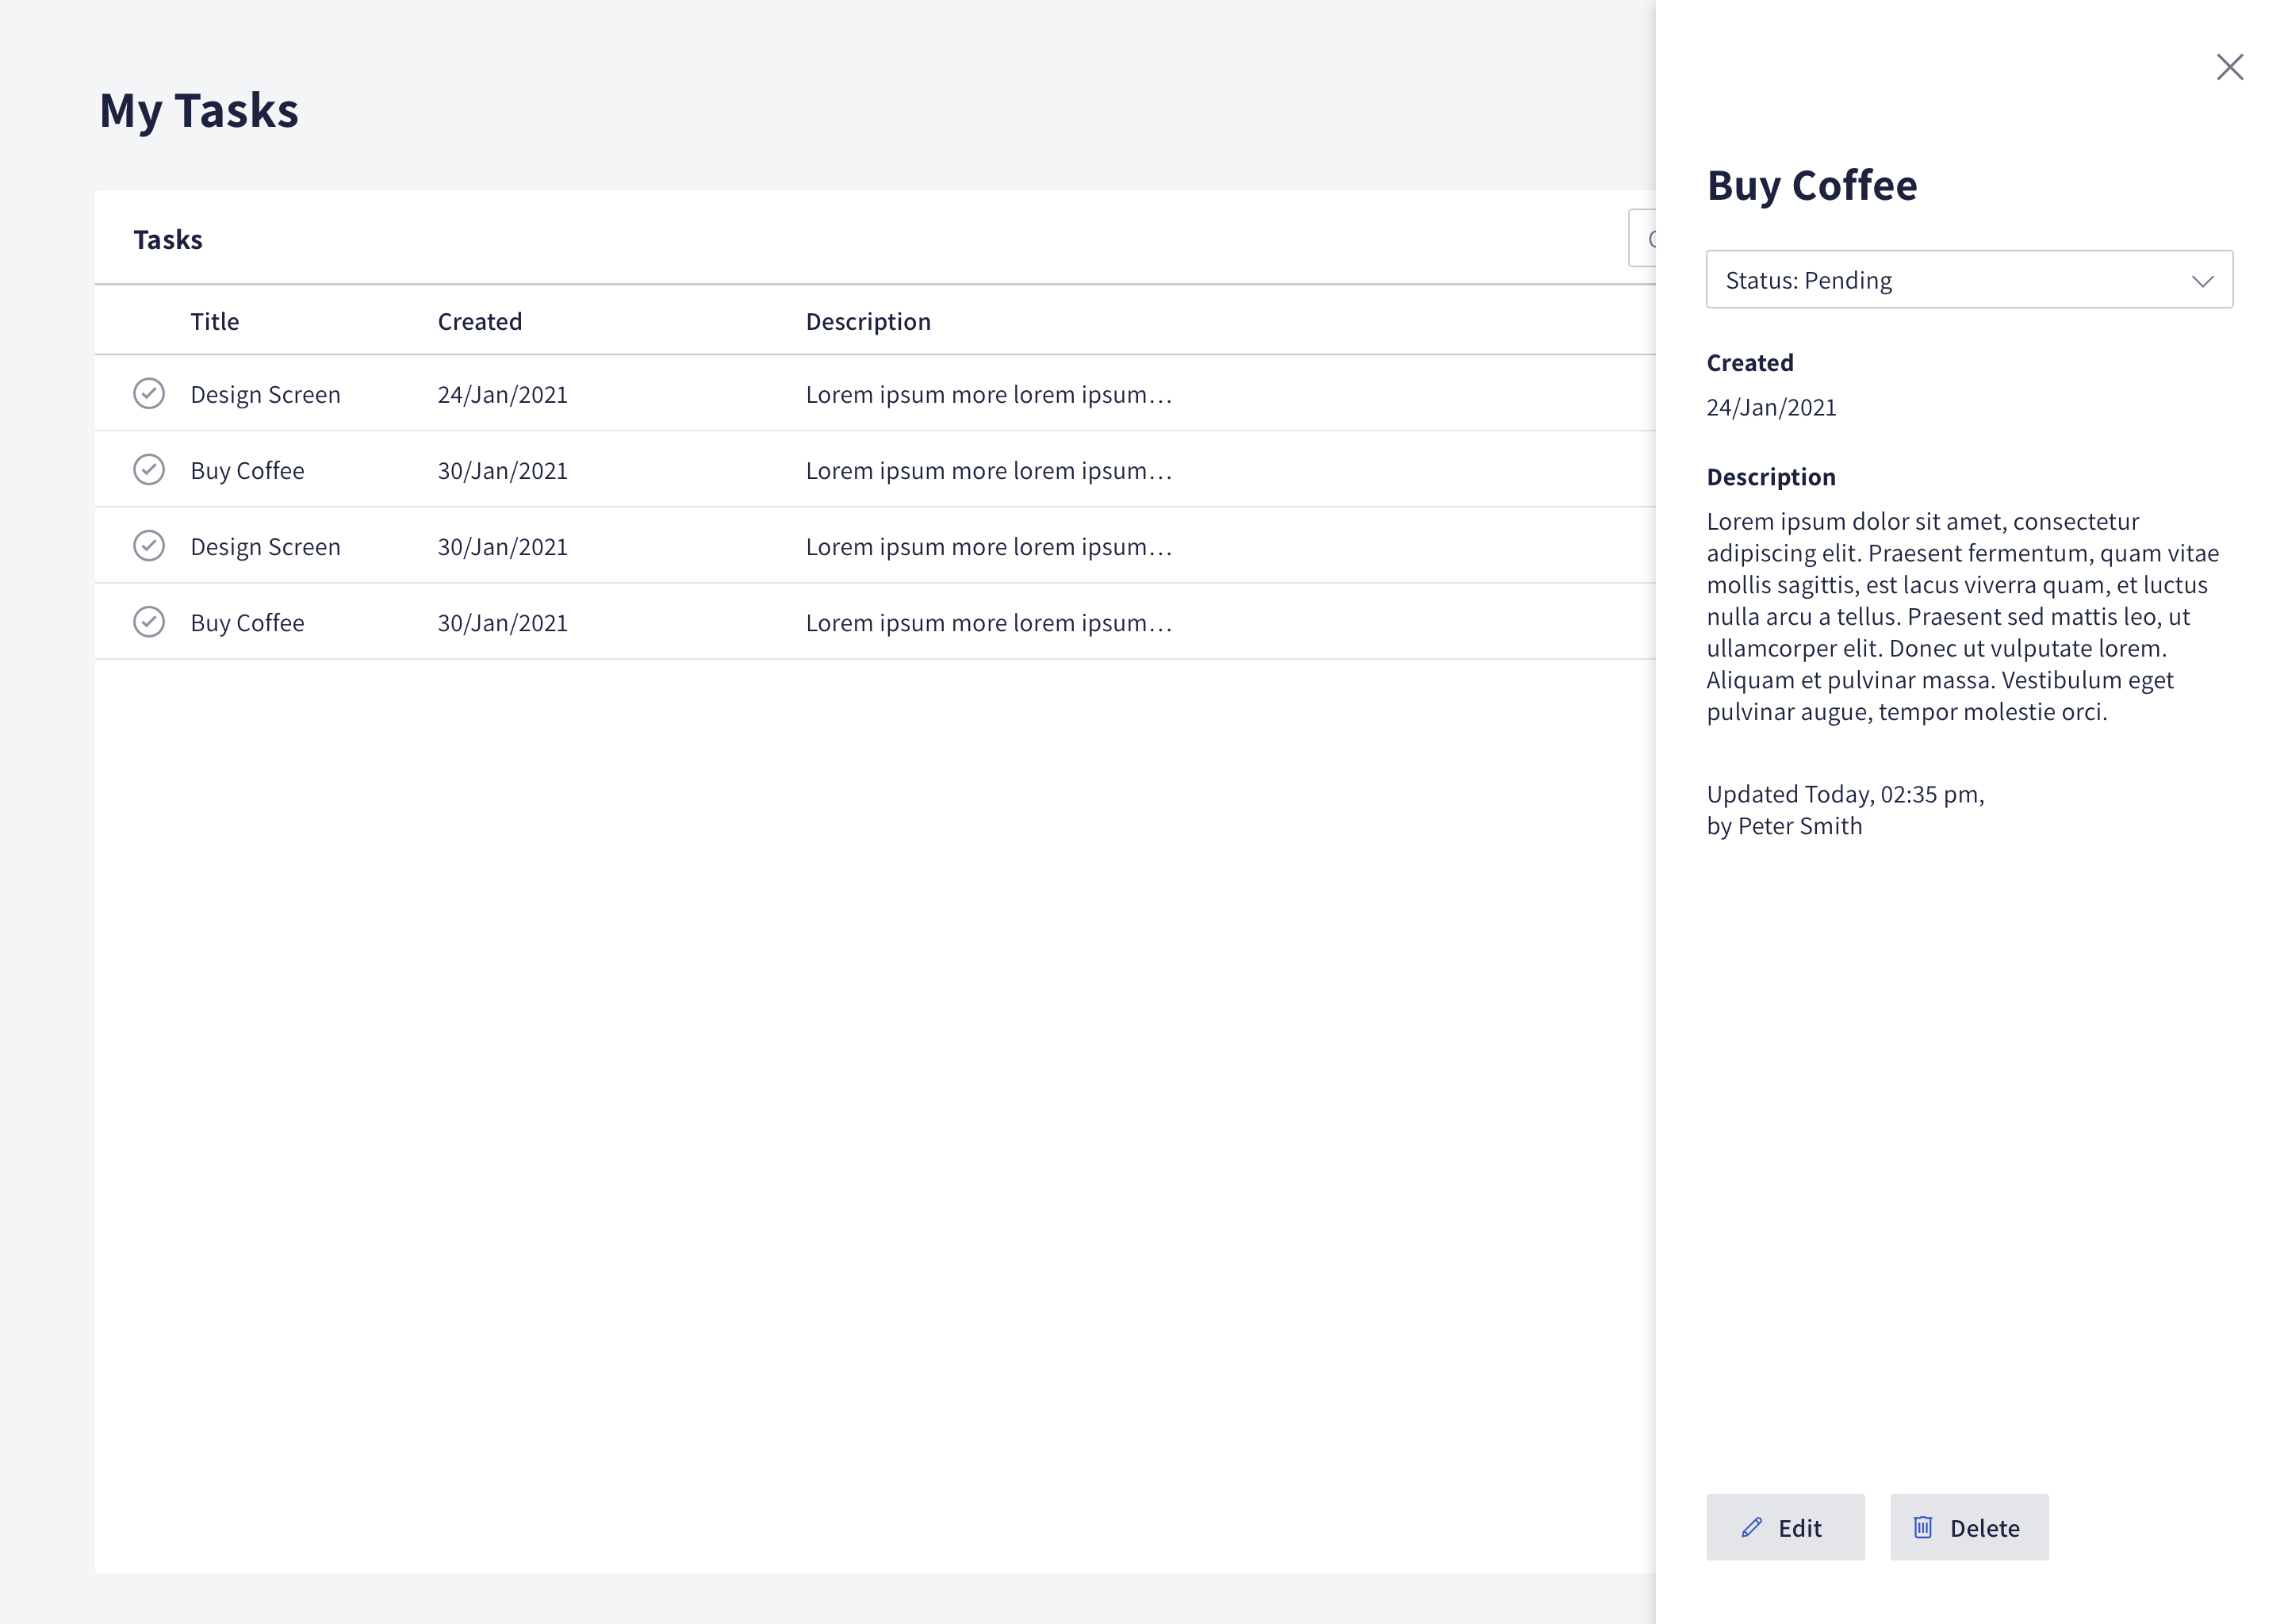 My Tasks
Tasks
Title Created Description
Design Screen 24/Jan/2021 Lorem ipsum more lorem ipsum...
Buy Coffee 30/Jan/2021 Lorem ipsum more lorem ipsum...
Design Screen 30/Jan/2021 Lorem ipsum more lorem ipsum...
Buy Coffee 30/Jan/2021 Lorem ipsum more lorem ipsum...
Buy Coffee
Status: Pending
Created
24/Jan/2021
Description
Lorem ipsum dolor sit amet, consectetur
adipiscing elit. Praesent fermentum, quam vitae
mollis sagittis, est lacus viverra quam, et luctus
nulla arcu a tellus. Praesent sed mattis leo, ut
ullamcorper elit. Donec ut vulputate lorem.
Aliquam et pulvinar massa. Vestibulum eget
pulvinar augue, tempor molestie orci.
Updated Today, 02:35 pm,
by Peter Smith
Edit
Delete